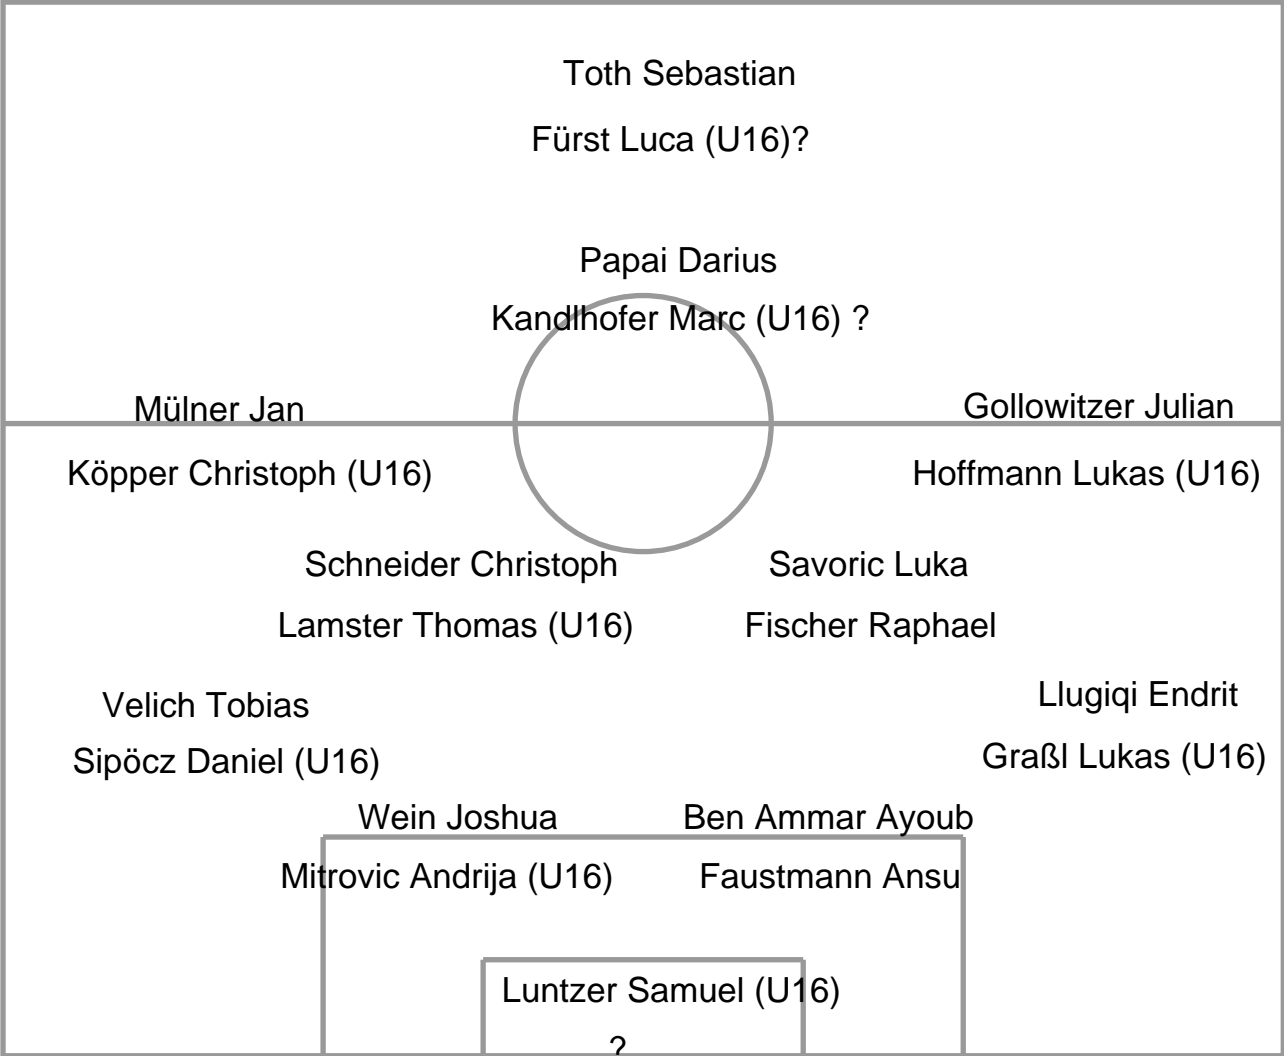 Toth Sebastian
Fürst Luca (U16)?
Papai Darius
Kandlhofer Marc (U16) ?
Mülner Jan
Gollowitzer Julian
Köpper Christoph (U16)
Hoffmann Lukas (U16)
Schneider Christoph
Savoric Luka
Lamster Thomas (U16)
Fischer Raphael
Velich Tobias
Llugiqi Endrit
Sipöcz Daniel (U16)
Graßl Lukas (U16)
Wein Joshua
Ben Ammar Ayoub
Mitrovic Andrija (U16)
Faustmann Ansu
Luntzer Samuel (U16)
?